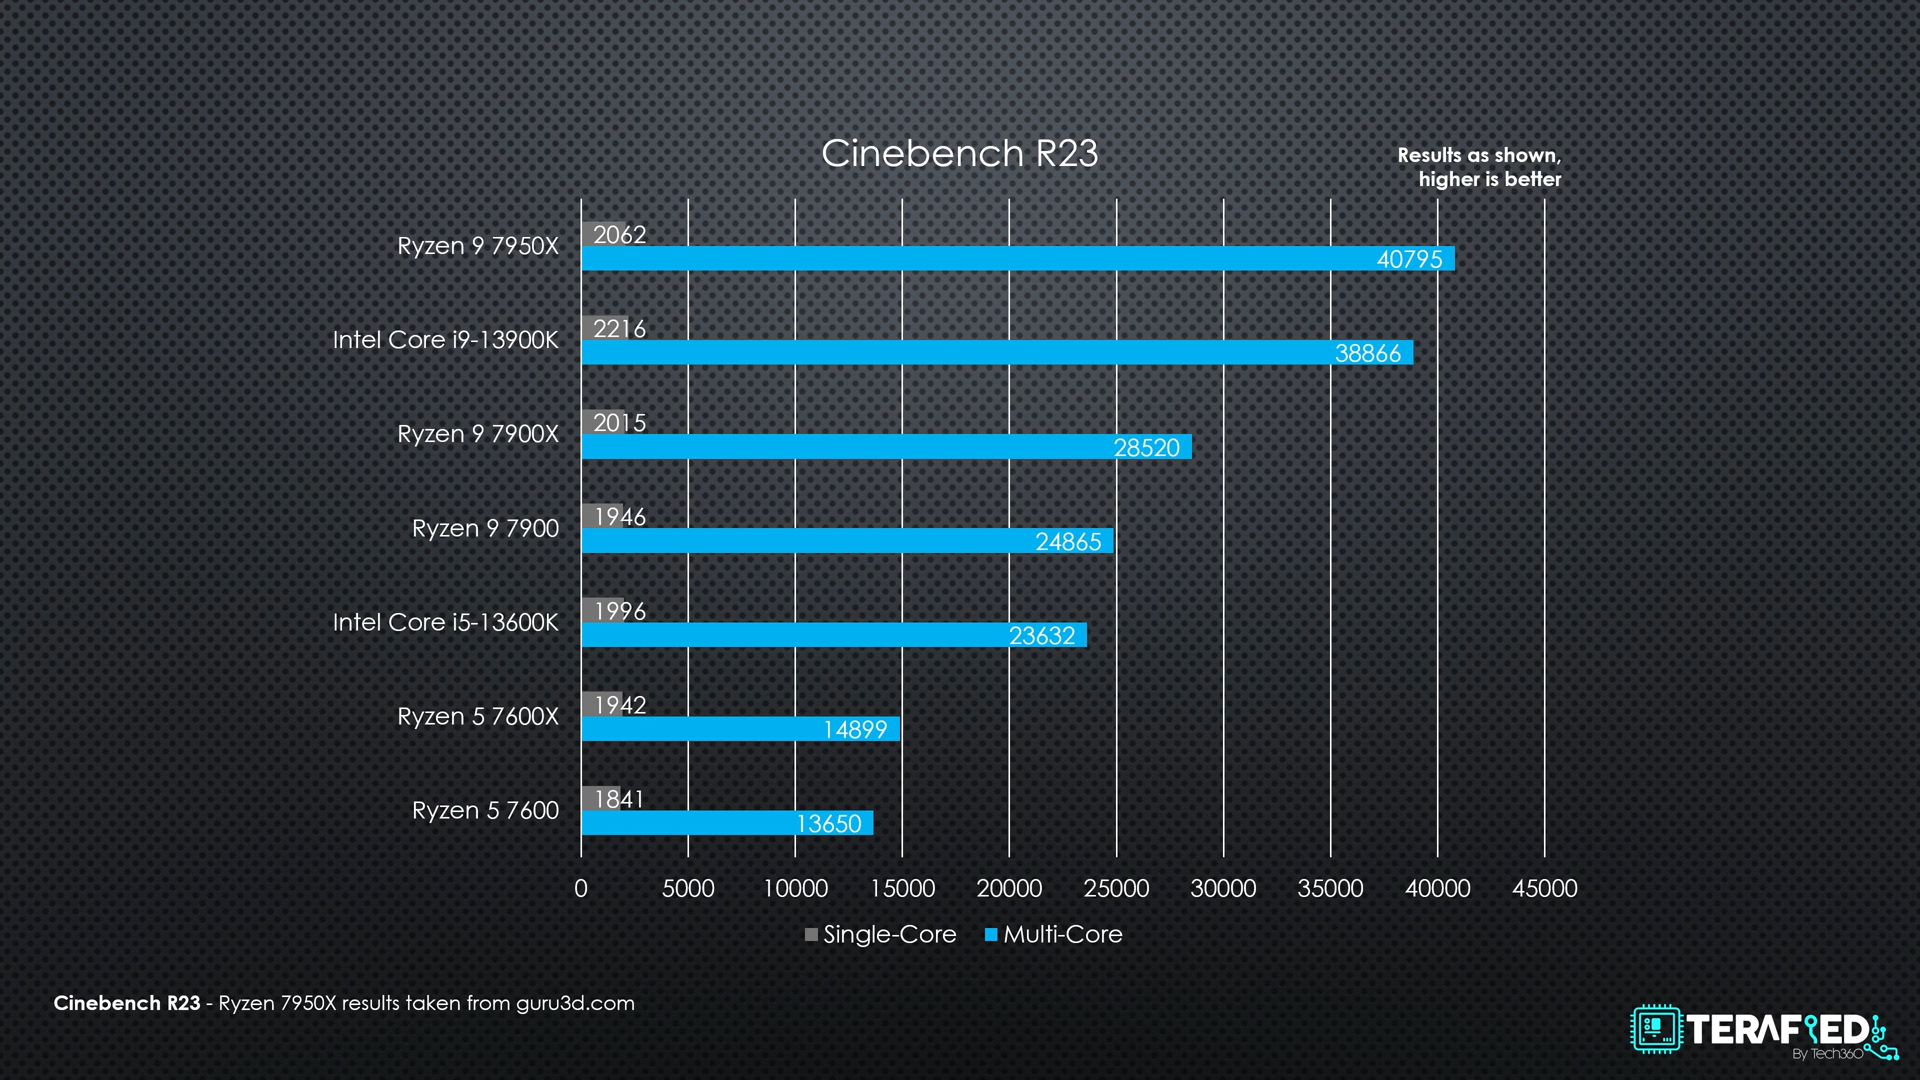 Cinebench R23
Results as shown,
higher is better
Ryzen 9 7950X
2062
40795
Intel Core i9-13900K
2216
38866
Ryzen 9 7900X
2015
28520
Ryzen 9 7900
1946
24865
Intel Core i5-13600K
1996
23632
Ryzen 5 7600X
1942
14899
Ryzen 5 7600
1841
13650
0 5000 10000 15000 20000 25000 30000 35000 40000 45000
Single-Core Multi-Core
Cinebench R23 - Ryzen 7950X results taken from guru3d.com
TERAFIED
By Tech360